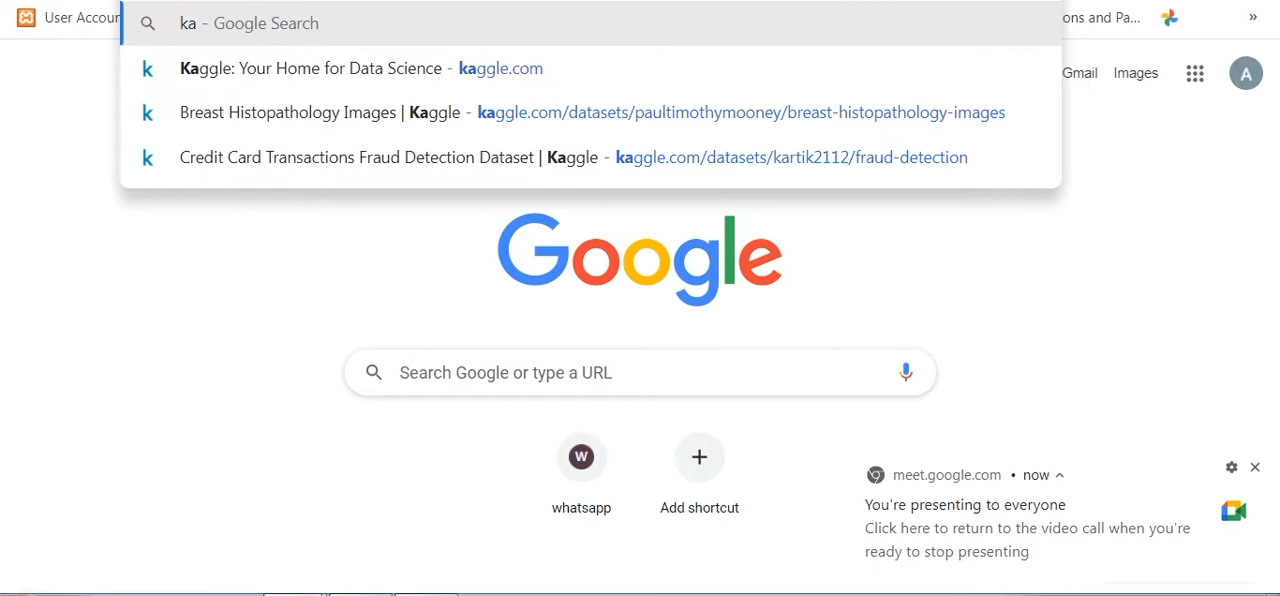 User Accour
ka - Google Search
ons and Pa...
»
k Kaggle: Your Home for Data Science - kaggle.com
k Breast Histopathology Images | Kaggle - kaggle.com/datasets/paultimothymooney/breast-histopathology-images
k Credit Card Transactions Fraud Detection Dataset | Kaggle - kaggle.com/datasets/kartik2112/fraud-detection
Gmail Images A
Google
Search Google or type a URL
W
whatsapp
Add shortcut
meet.google.com • now
You're presenting to everyone
Click here to return to the video call when you're
ready to stop presenting